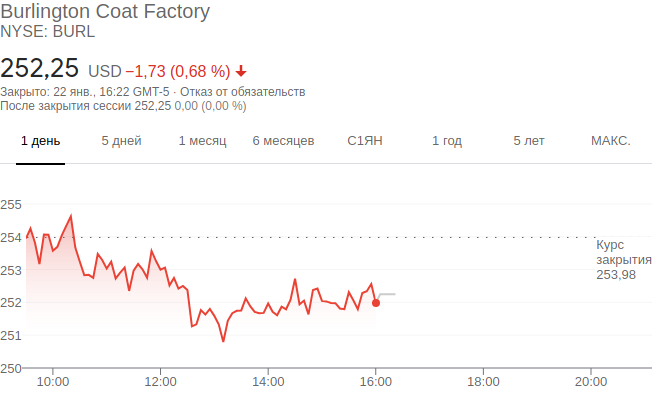 Burlington Coat Factory
NYSE: BURL
252,25 USD −1,73 (0,68 %)
Закрыто: 22 янв., 16:22 GMT-5 · Отказ от обязательств
После закрытия сессии 252,25 0,00 (0,00 %)
1 день 5 дней 1 месяц 6 месяцев С1ЯН 1 год 5 лет МАКС.
255
254
Курс
закрытия
253,98
253
252
251
250
10:00 12:00 14:00 16:00 18:00 20:00